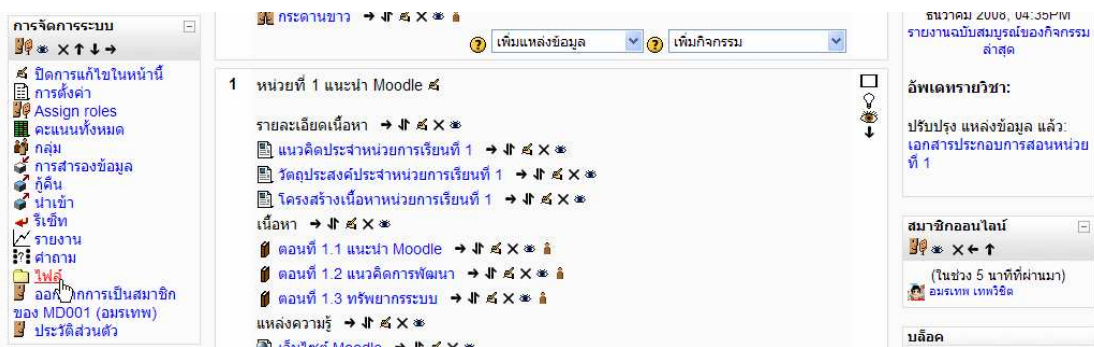 การจัดการระบบ
ปิดการแก้ไขในหน้านี้
การตั้งค่า
Assign roles
คะแนนทั้งหมด
กลุ่ม
การสำรองข้อมูล
กู้คืน
นำเข้า
รีเซ็ท
รายงาน
คำถาม
ไฟล์
ออกจากการเป็นสมาชิก
ของ MD001 (อมรเทพ)
ประวัติส่วนตัว
กระดานข่าว
เพิ่มแหล่งข้อมูล เพิ่มกิจกรรม
1 หน่วยที่ 1 แนะนำ Moodle
รายละเอียดเนื้อหา
แนวคิดประจำหน่วยการเรียนที่ 1
วัตถุประสงค์ประจำหน่วยการเรียนที่ 1
โครงสร้างเนื้อหาหน่วยการเรียนที่ 1
เนื้อหา
ตอนที่ 1.1 แนะนำ Moodle
ตอนที่ 1.2 แนวคิดการพัฒนา
ตอนที่ 1.3 ทรัพยากรระบบ
แหล่งความรู้
เว็บไซต์ Moodle
ธันวาคม 2008, 04:35PM
รายงานฉบับสมบูรณ์ของกิจกรรม
ล่าสุด
อัพเดทรายวิชา:
ปรับปรุง แหล่งข้อมูล แล้ว:
เอกสารประกอบการสอนหน่วย
ที่ 1
สมาชิกออนไลน์
(ในช่วง 5 นาทีที่ผ่านมา)
อมรเทพ เทพวิชิต
บล็อค